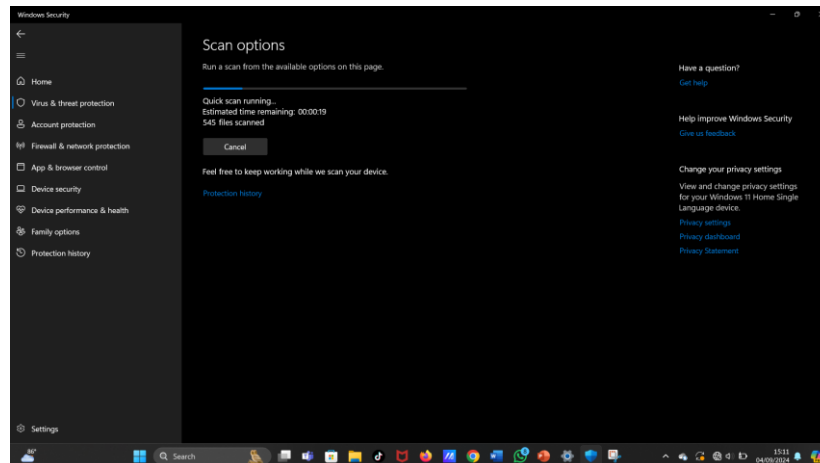 Windows Security
Scan options
Run a scan from the available options on this page.
Quick scan running...
Estimated time remaining: 00:00:19
545 files scanned
Cancel
Feel free to keep working while we scan your device.
Protection history
Home
Virus & threat protection
Account protection
Firewall & network protection
App & browser control
Device security
Device performance & health
Family options
Protection history
Settings
Have a question?
Get help
Help improve Windows Security
Give us feedback
Change your privacy settings
View and change privacy settings
for your Windows 11 Home Single
Language device.
Privacy settings
Privacy dashboard
Privacy Statement
86°
Search
15:11
04/09/2024